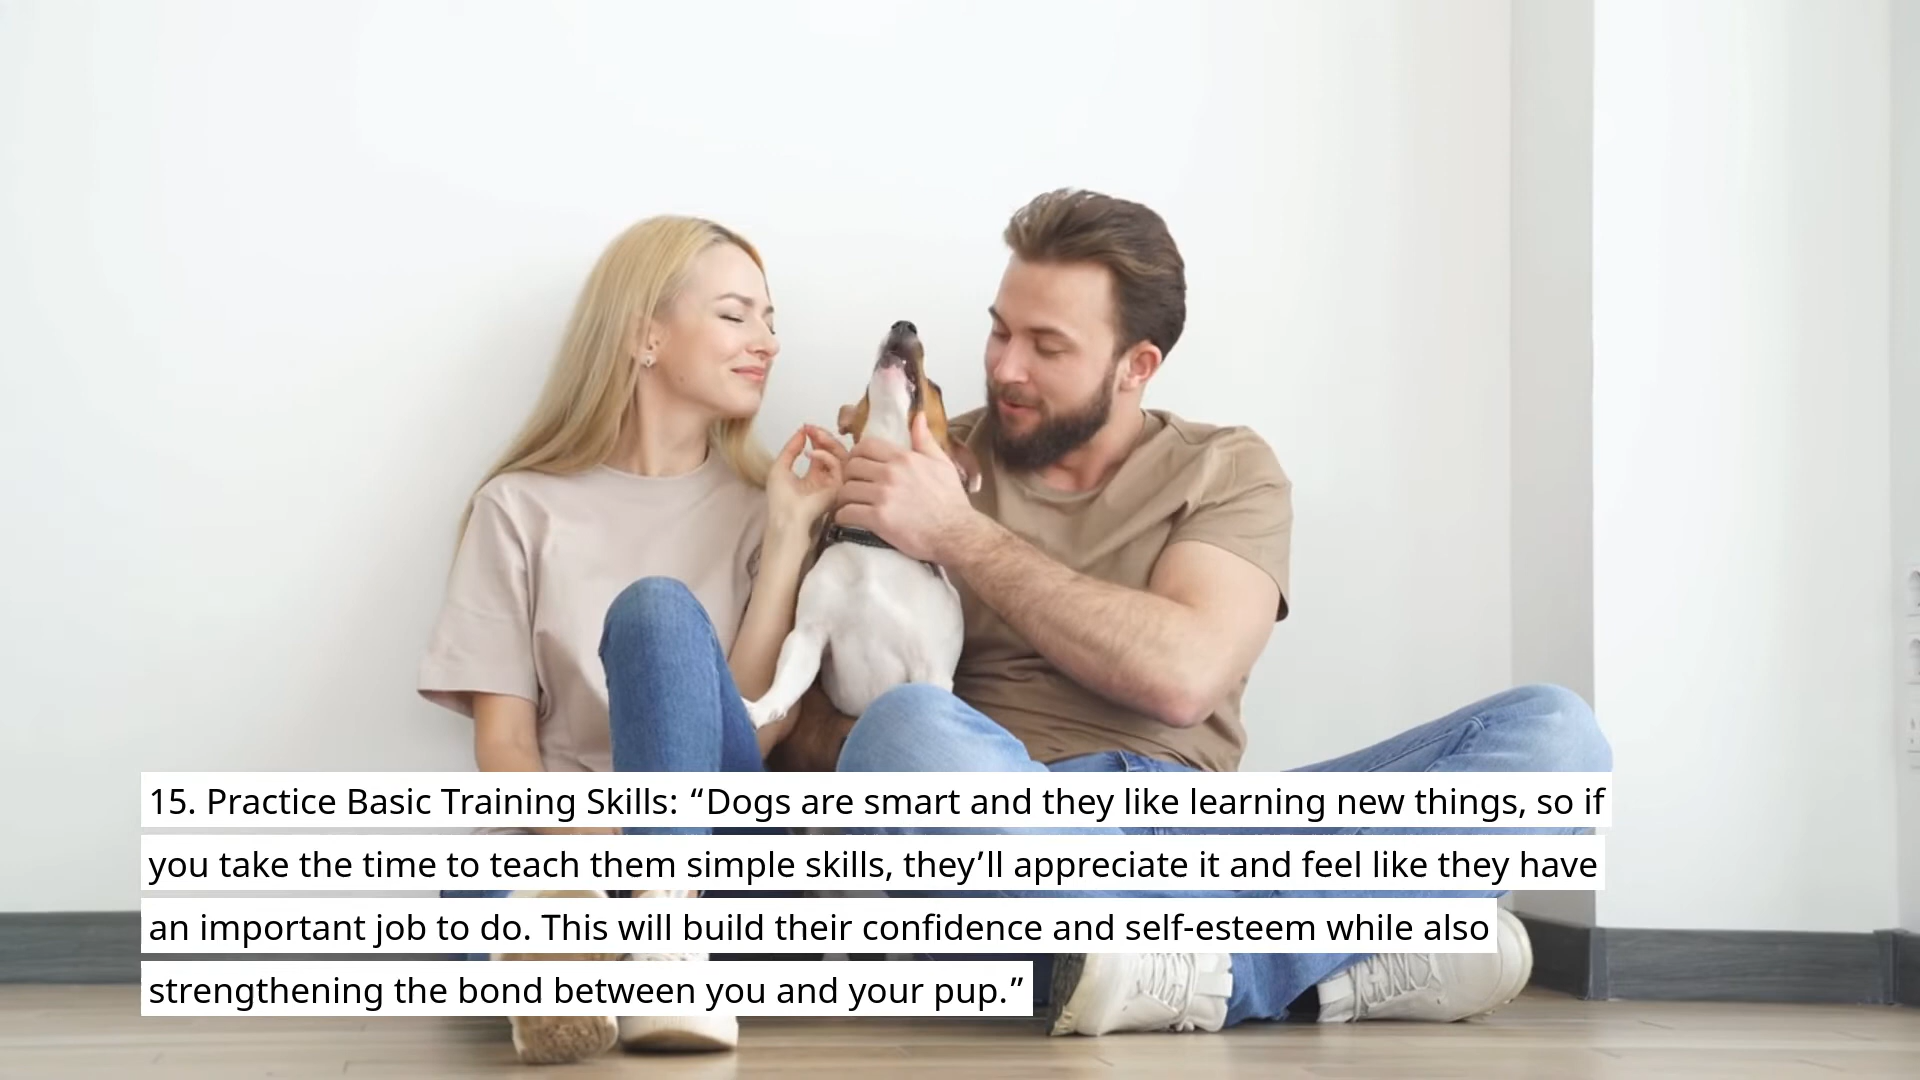 15. Practice Basic Training Skills: “Dogs are smart and they like learning new things, so if
you take the time to teach them simple skills, they’ll appreciate it and feel like they have
an important job to do. This will build their confidence and self-esteem while also
strengthening the bond between you and your pup.”